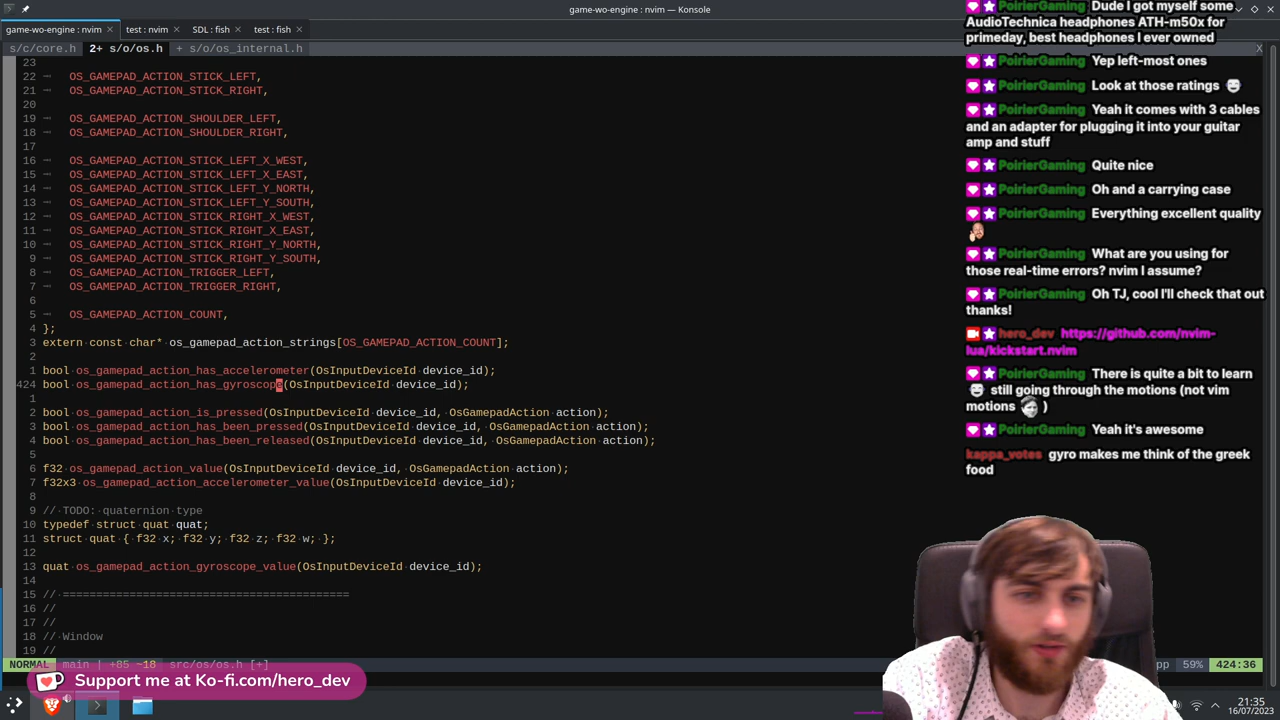 game-wo-engine : nvim — Konsole
game-wo-engine : nvim
test : nvim
SDL : fish
test : fish
s/c/core.h 2+ s/o/os.h + s/o/os_internal.h X
23
22 OS_GAMEPAD_ACTION_STICK_LEFT,
21 OS_GAMEPAD_ACTION_STICK_RIGHT,
20
19 OS_GAMEPAD_ACTION_SHOULDER_LEFT,
18 OS_GAMEPAD_ACTION_SHOULDER_RIGHT,
17
16 OS_GAMEPAD_ACTION_STICK_LEFT_X_WEST,
15 OS_GAMEPAD_ACTION_STICK_LEFT_X_EAST,
14 OS_GAMEPAD_ACTION_STICK_LEFT_Y_NORTH,
13 OS_GAMEPAD_ACTION_STICK_LEFT_Y_SOUTH,
12 OS_GAMEPAD_ACTION_STICK_RIGHT_X_WEST,
11 OS_GAMEPAD_ACTION_STICK_RIGHT_X_EAST,
10 OS_GAMEPAD_ACTION_STICK_RIGHT_Y_NORTH,
9 OS_GAMEPAD_ACTION_STICK_RIGHT_Y_SOUTH,
8 OS_GAMEPAD_ACTION_TRIGGER_LEFT,
7 OS_GAMEPAD_ACTION_TRIGGER_RIGHT,
6
5 OS_GAMEPAD_ACTION_COUNT,
4 };
3 extern const char* os_gamepad_action_strings[OS_GAMEPAD_ACTION_COUNT];
2
1 bool os_gamepad_action_has_accelerometer(OsInputDeviceId device_id);
424 bool os_gamepad_action_has_gyroscope(OsInputDeviceId device_id);
1
2 bool os_gamepad_action_is_pressed(OsInputDeviceId device_id, OsGamepadAction action);
3 bool os_gamepad_action_has_been_pressed(OsInputDeviceId device_id, OsGamepadAction action);
4 bool os_gamepad_action_has_been_released(OsInputDeviceId device_id, OsGamepadAction action);
5
6 f32 os_gamepad_action_value(OsInputDeviceId device_id, OsGamepadAction action);
7 f32x3 os_gamepad_action_accelerometer_value(OsInputDeviceId device_id);
8
9 // TODO: quaternion type
10 typedef struct quat quat;
11 struct quat { f32 x; f32 y; f32 z; f32 w; };
12
13 quat os_gamepad_action_gyroscope_value(OsInputDeviceId device_id);
14
15 // ===========================================
16 //
17 //
18 // Window
19 //
NORMAL main | +85 ~18 src/os/os.h [+] pp 59% 424:36
Support me at Ko-fi.com/hero_dev
21:35
16/07/2023
PoirierGaming Dude I got myself some
AudioTechnica headphones ATH-m50x for
primeday, best headphones I ever owned
PoirierGaming Yep left-most ones
PoirierGaming Look at those ratings
PoirierGaming Yeah it comes with 3 cables
and an adapter for plugging it into your guitar
amp and stuff
PoirierGaming Quite nice
PoirierGaming Oh and a carrying case
PoirierGaming Everything excellent quality
PoirierGaming What are you using for
those real-time errors? nvim I assume?
PoirierGaming Oh TJ, cool I'll check that out
thanks!
hero_dev https://github.com/nvim-
lua/kickstart.nvim
PoirierGaming There is quite a bit to learn
still going through the motions (not vim
motions )
PoirierGaming Yeah it's awesome
kappa_votes gyro makes me think of the greek
food